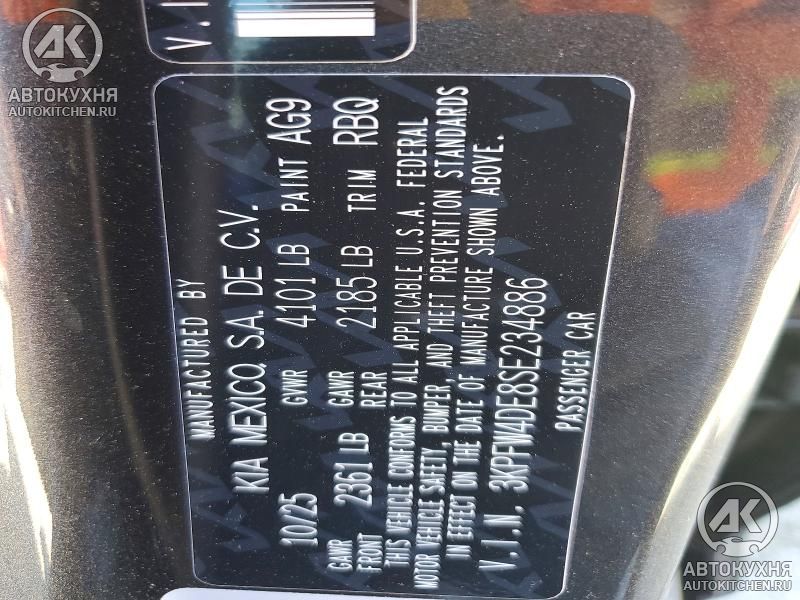 V.I
MANUFACTURED BY
KIA MEXICO, S.A. DE C.V.
10/25 GVWR 4101 LB PAINT AG9
GAWR FRONT 2361 LB GAWR REAR 2185 LB TRIM RBQ
THIS VEHICLE CONFORMS TO ALL APPLICABLE U.S.A. FEDERAL
MOTOR VEHICLE SAFETY, BUMPER, AND THEFT PREVENTION STANDARDS
IN EFFECT ON THE DATE OF MANUFACTURE SHOWN ABOVE.
V.I.N. 3KPFW4DE8SE234886
PASSENGER CAR
АК
АВТОКУХНЯ
AUTOKITCHEN.RU
АК
АВТОКУХНЯ
AUTOKITCHEN.RU